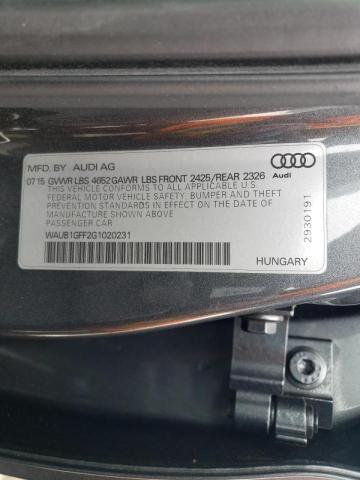 MFD. BY AUDI AG
07 15 GVWR LBS 4652 GAWR LBS FRONT 2425/REAR 2326
Audi
THIS VEHICLE CONFORMS TO ALL APPLICABLE U.S.
FEDERAL MOTOR VEHICLE SAFETY, BUMPER AND THEFT
PREVENTION STANDARDS IN EFFECT ON THE DATE OF
MANUFACTURE SHOWN ABOVE
PASSENGER CAR
WAUB1GFF2G1020231
HUNGARY
2930191